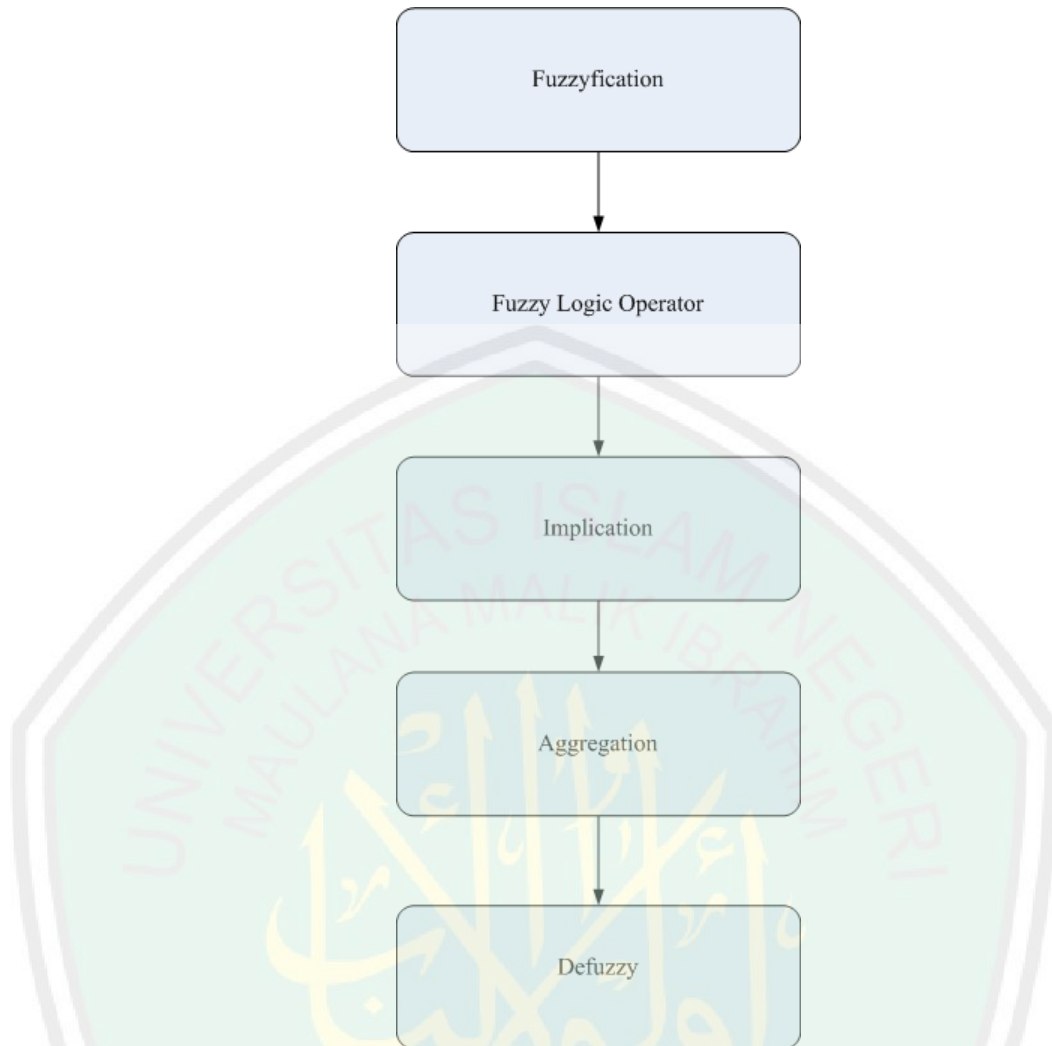 Fuzzyfication
Fuzzy Logic Operator
Implication
Aggregation
Defuzzy
UNIVERSITAS ISLAM NEGERI
MAULANA MALIK IBRAHIM